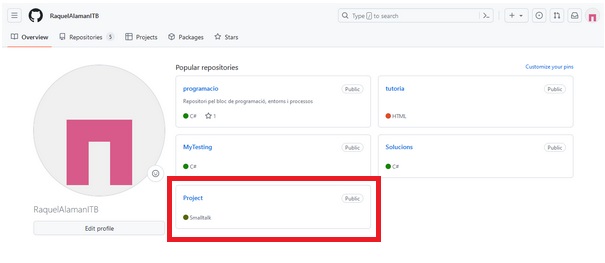 RaquelAlamanITB
Type / to search
Overview
Repositories 5
Projects
Packages
Stars
Popular repositories
Customize your pins
programacio
Public
Repositori pel bloc de programació, entorns i processos
C# 1
tutoria
Public
HTML
MyTesting
Public
C#
Solucions
Public
C#
Project
Public
Smalltalk
RaquelAlamanITB
Edit profile